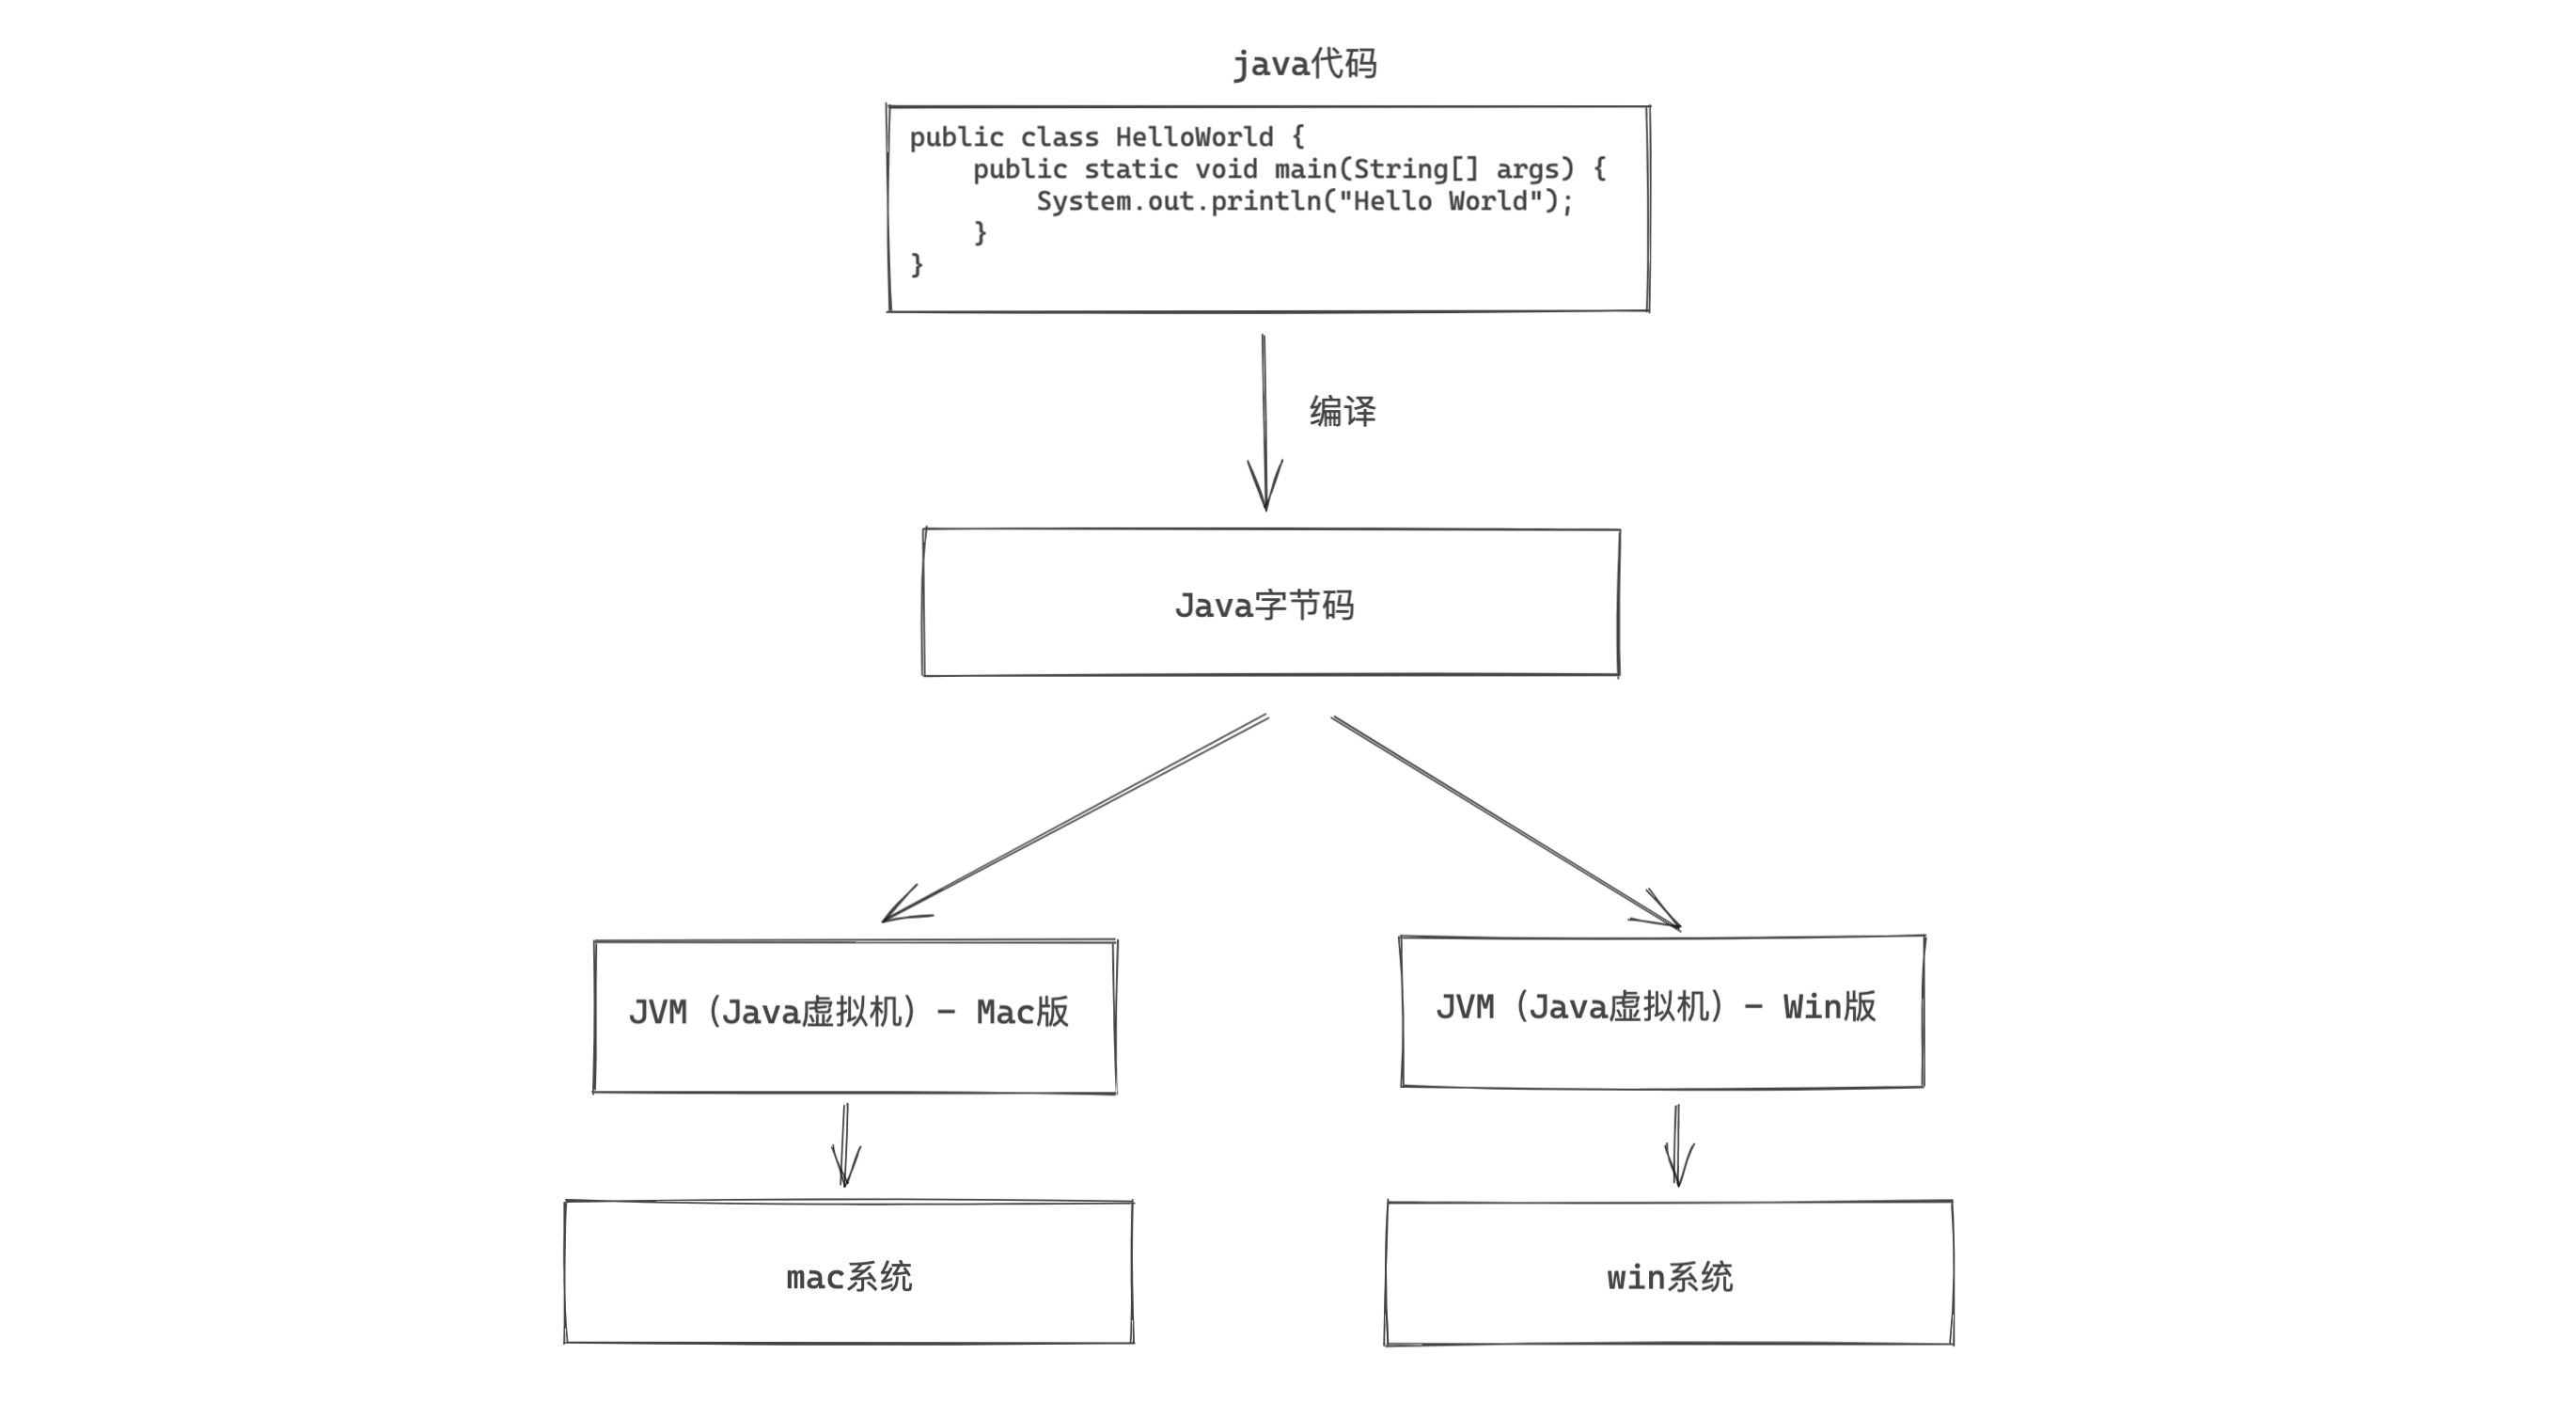 java代码
public class HelloWorld {
    public static void main(String[] args) {
        System.out.println("Hello World");
    }
}
编译
Java字节码
JVM（Java虚拟机）- Mac版
JVM（Java虚拟机）- Win版
mac系统
win系统